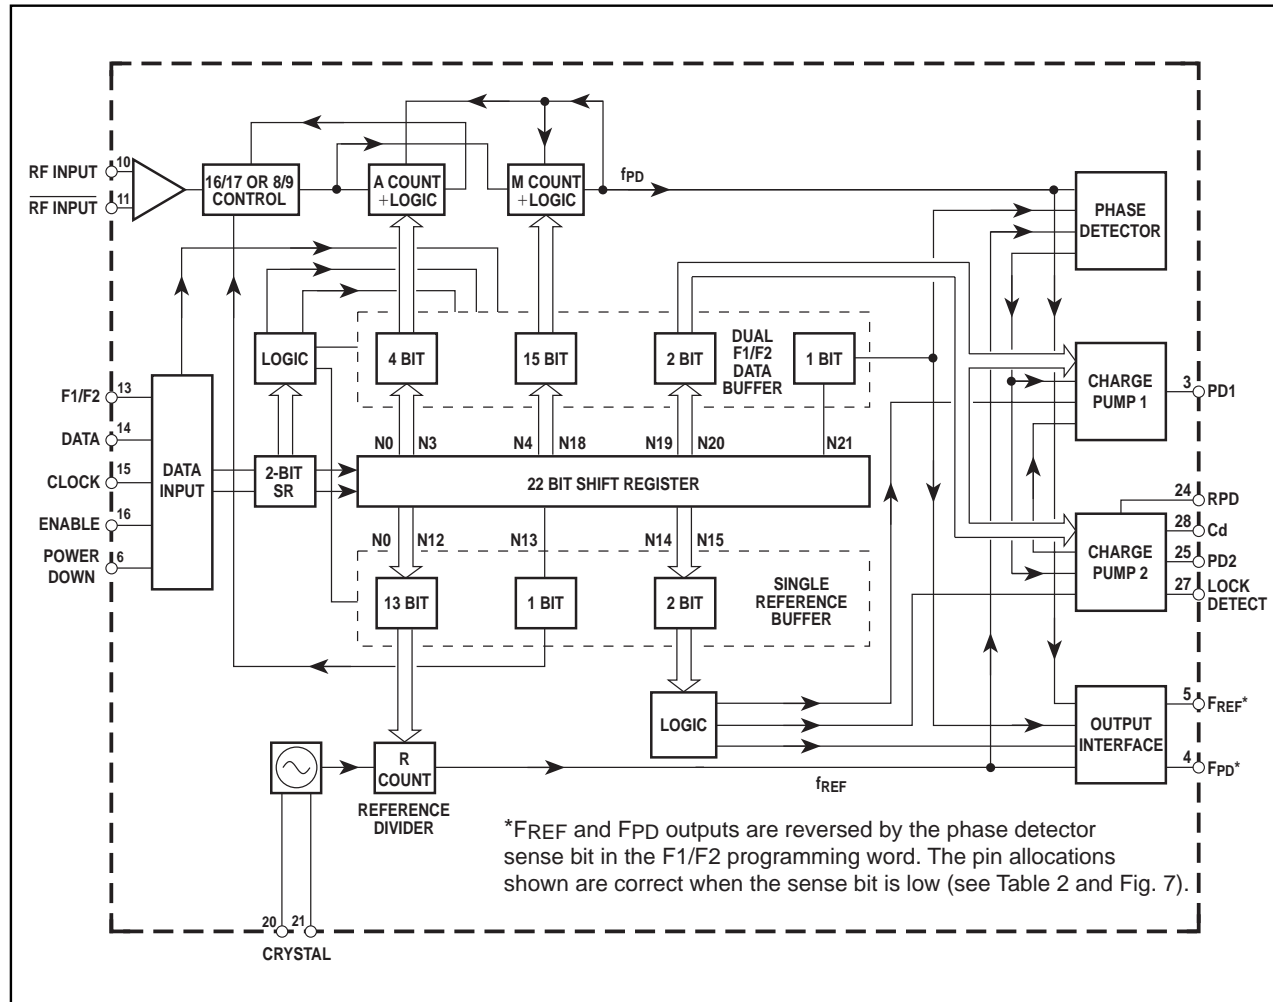 10
RF INPUT
11
RF INPUT
16/17 OR 8/9
CONTROL
A COUNT
+LOGIC
M COUNT
+LOGIC
fPD
PHASE
DETECTOR
LOGIC
4 BIT
15 BIT
2 BIT
DUAL
F1/F2
DATA
BUFFER
1 BIT
CHARGE
PUMP 1
3
PD1
13
F1/F2
14
DATA
15
CLOCK
16
ENABLE
6
POWER
DOWN
DATA
INPUT
2-BIT
SR
N0
N3
N4
N18
N19
N20
N21
22 BIT SHIFT REGISTER
24
RPD
28
Cd
25
PD2
27
LOCK
DETECT
CHARGE
PUMP 2
N0
N12
N13
N14
N15
13 BIT
1 BIT
2 BIT
SINGLE
REFERENCE
BUFFER
LOGIC
OUTPUT
INTERFACE
5
FREF*
4
FPD*
R
COUNT
REFERENCE
DIVIDER
fREF
*FREF and FPD outputs are reversed by the phase detector
sense bit in the F1/F2 programming word. The pin allocations
shown are correct when the sense bit is low (see Table 2 and Fig. 7).
20
21
CRYSTAL